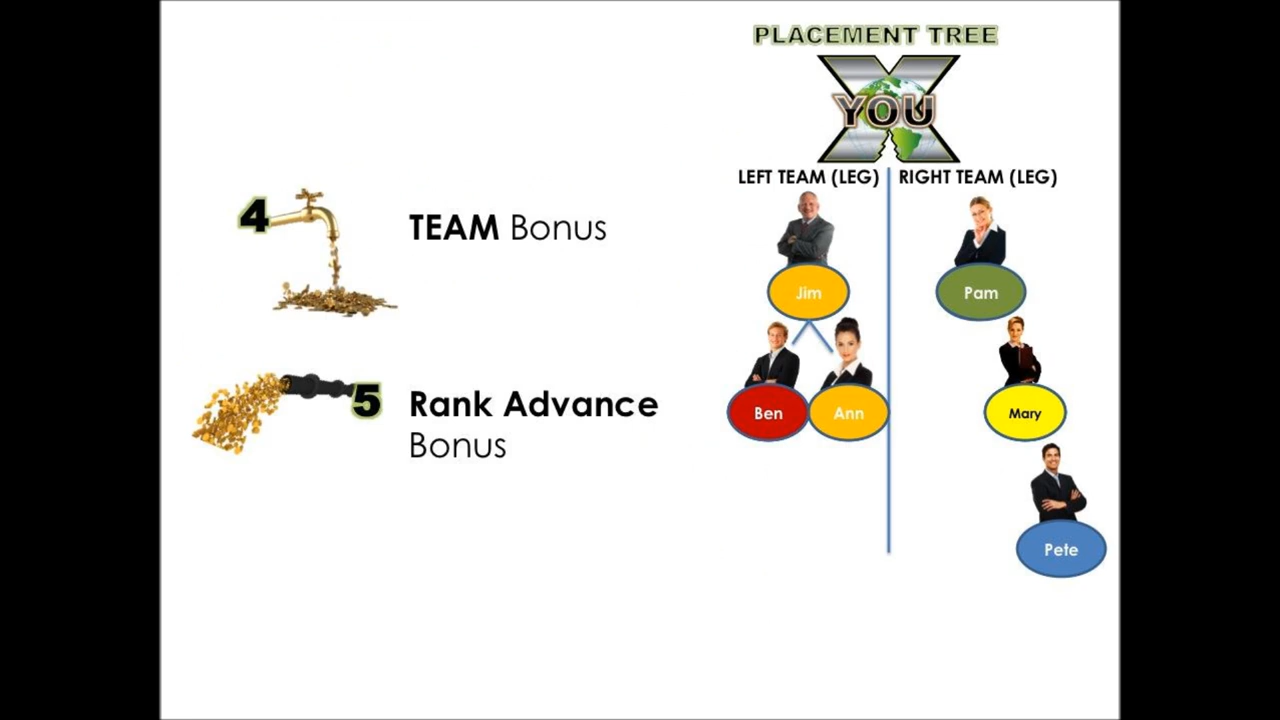 PLACEMENT TREE
X
YOU
LEFT TEAM (LEG)
RIGHT TEAM (LEG)
4
TEAM Bonus
Jim
Pam
Ben
Ann
Mary
5
Rank Advance
Bonus
Pete